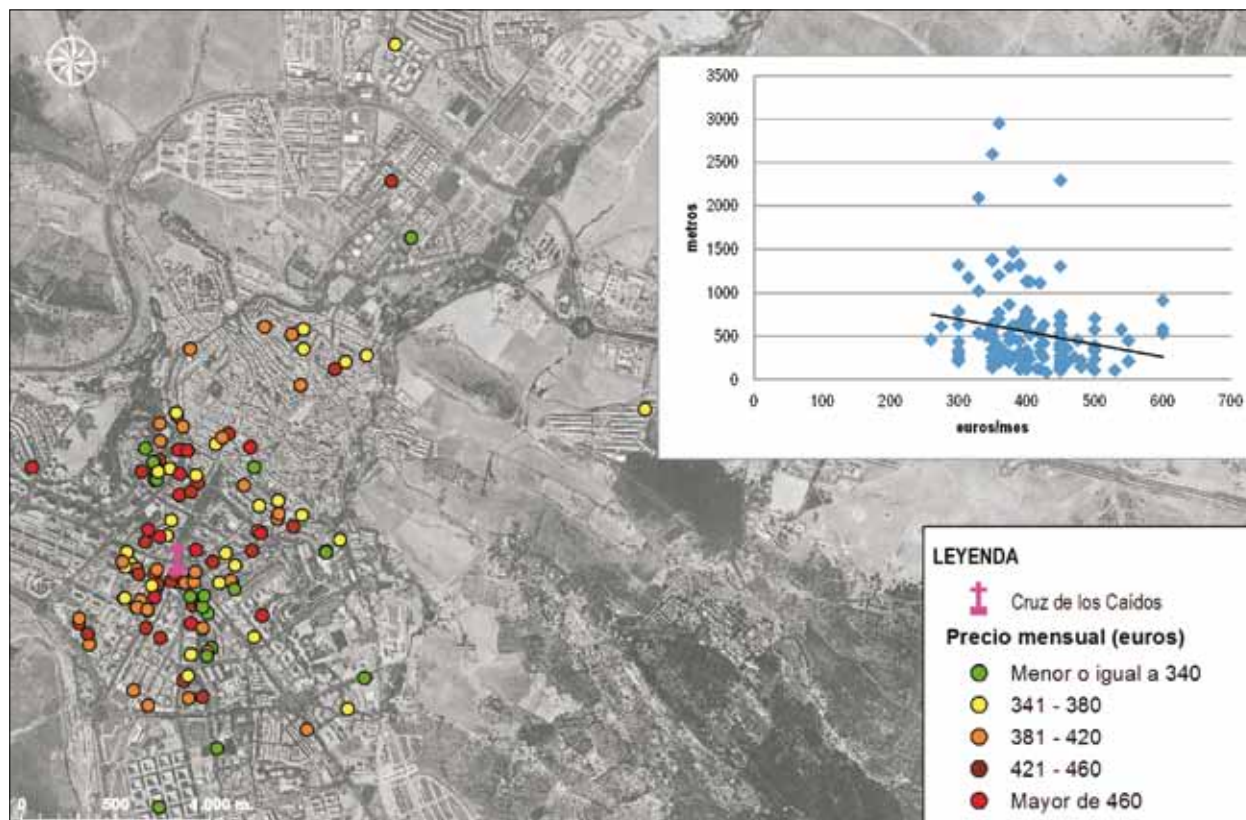 N
W E
3500
3000
2500
2000
1500
1000
500
0
metros
0 100 200 300 400 500 600 700
euros/mes
LEYENDA
Cruz de los Caídos
Precio mensual (euros)
Menor o igual a 340
341 - 380
381 - 420
421 - 460
Mayor de 460
0 500 1.000 m.